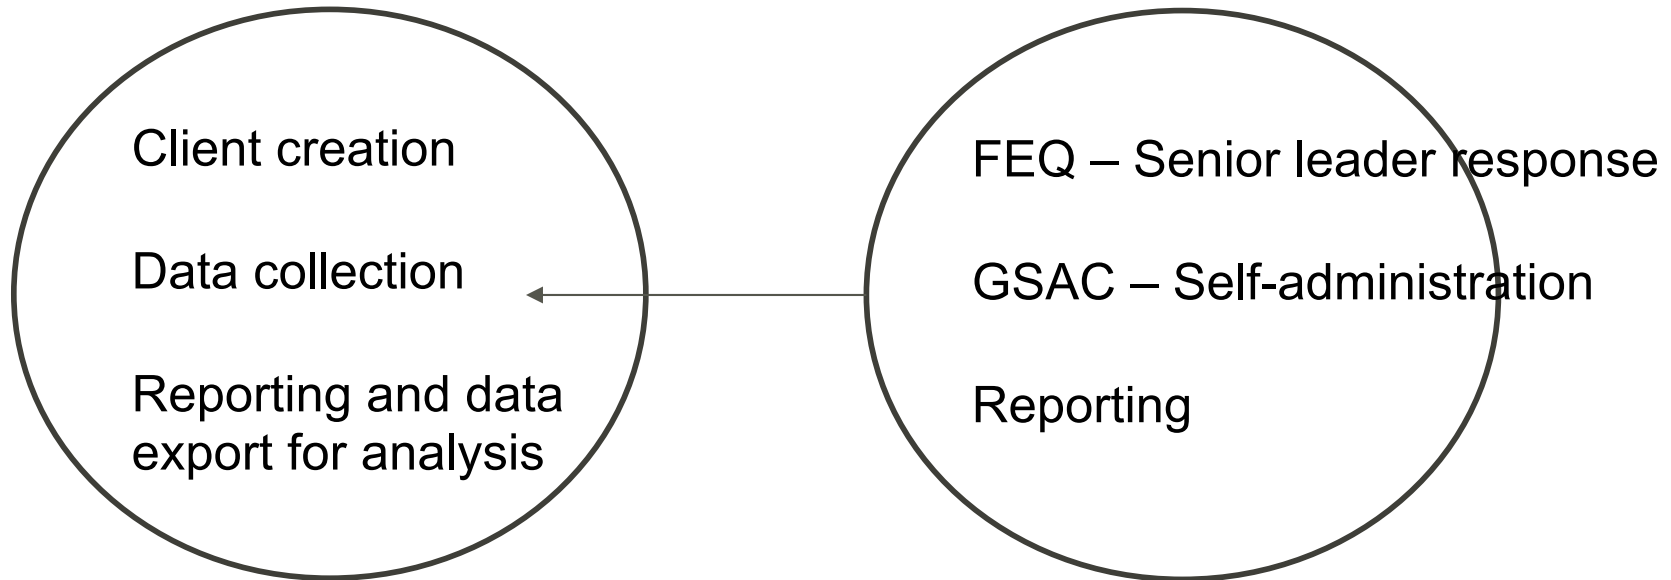 Client creation
Data collection
Reporting and data
export for analysis
FEQ – Senior leader response
GSAC – Self-administration
Reporting